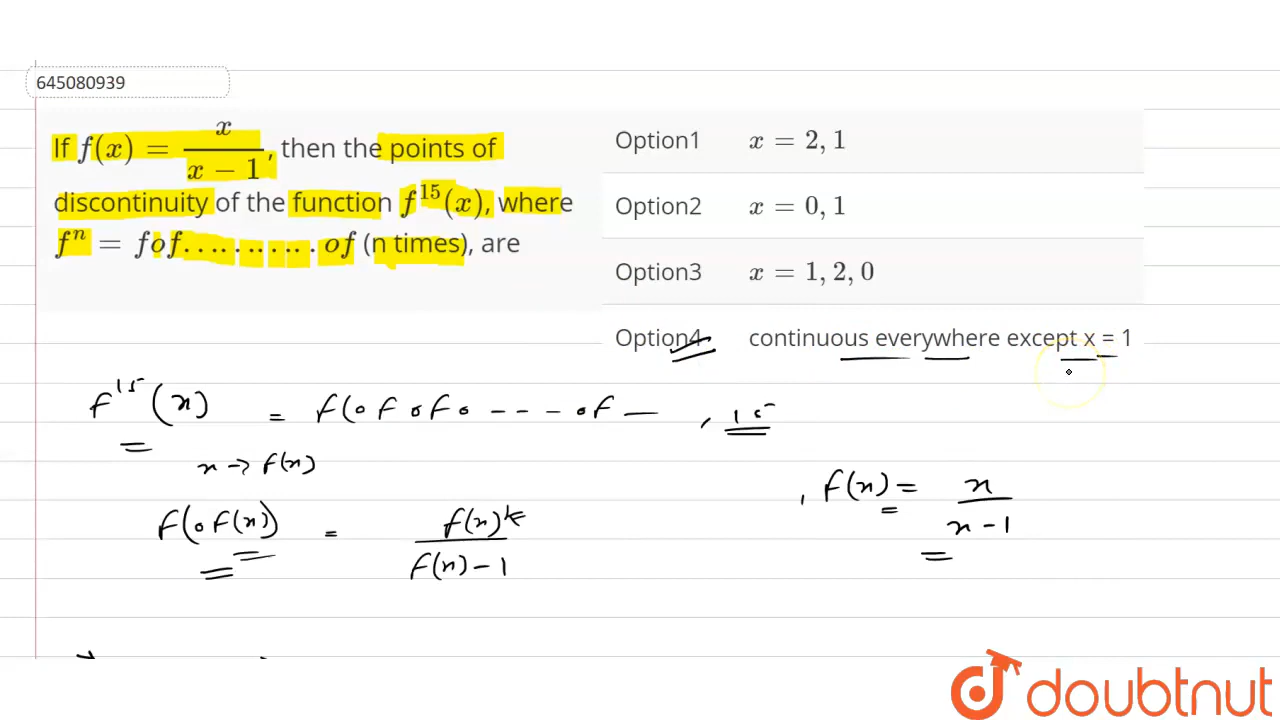 645080939
If f(x) = x / (x − 1), then the points of
discontinuity of the function f^15(x), where
f^n = fof........... of (n times), are
Option1 x = 2, 1
Option2 x = 0, 1
Option3 x = 1, 2, 0
Option4 continuous everywhere except x = 1
f^15 (x) = f(o f o f o - - - - o f — , 15
x → f(x)
f(o f(x)) = f(x) / f(x) - 1
, f(x) = x / x - 1
doubtnut